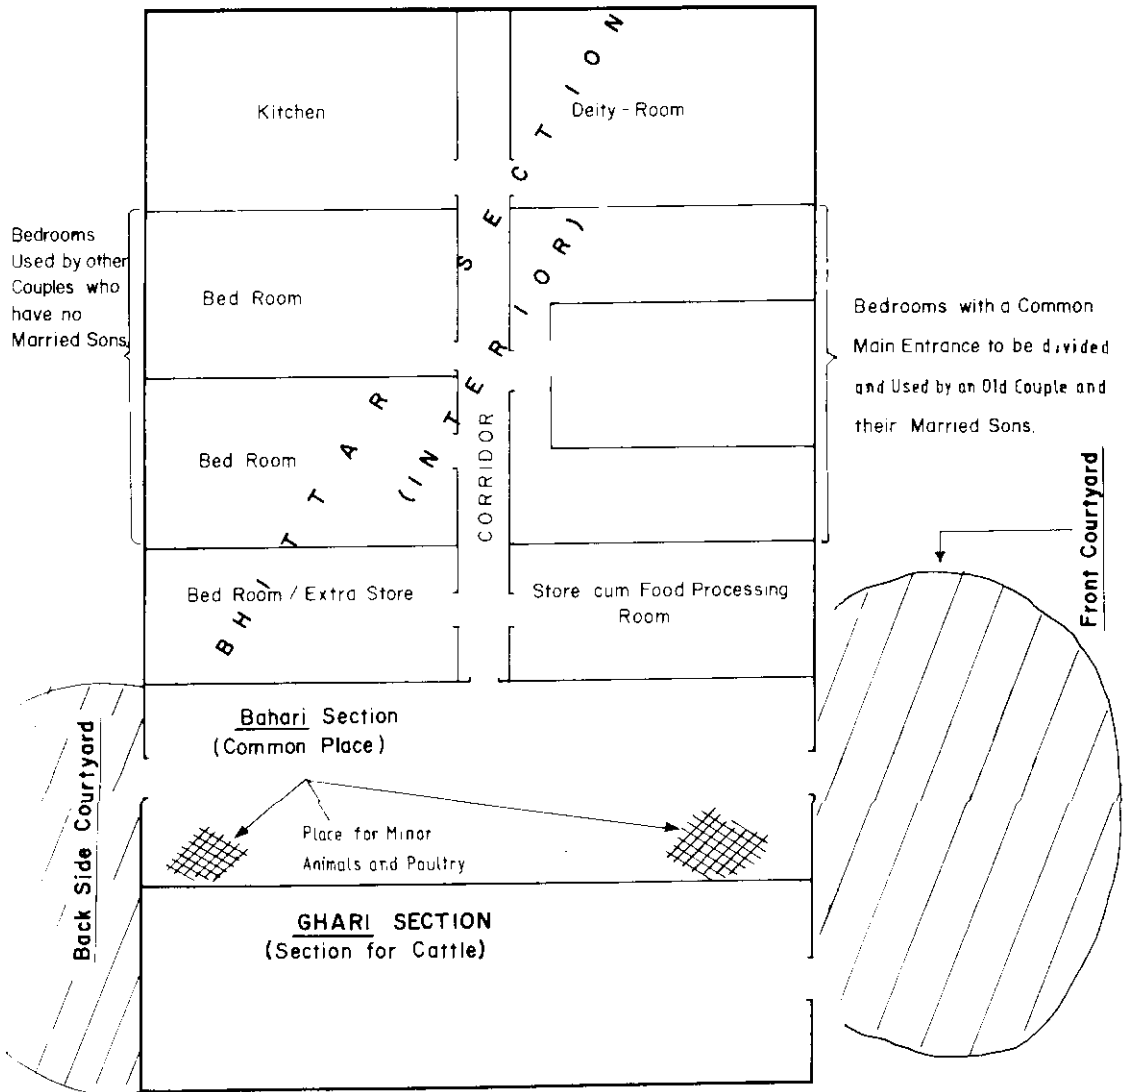 Kitchen
Deity - Room
BHITTAR SECTION
(INTERIOR)
Bedrooms
Used by other
Couples who
have no
Married Sons
Bed Room
Bedrooms with a Common
Main Entrance to be divided
and Used by an Old Couple and
their Married Sons.
Bed Room
CORRIDOR
Front Courtyard
Bed Room / Extra Store
Store cum Food Processing
Room
Bahari Section
(Common Place)
Back Side Courtyard
Place for Minor
Animals and Paultry
GHARI SECTION
(Section for Cattle)